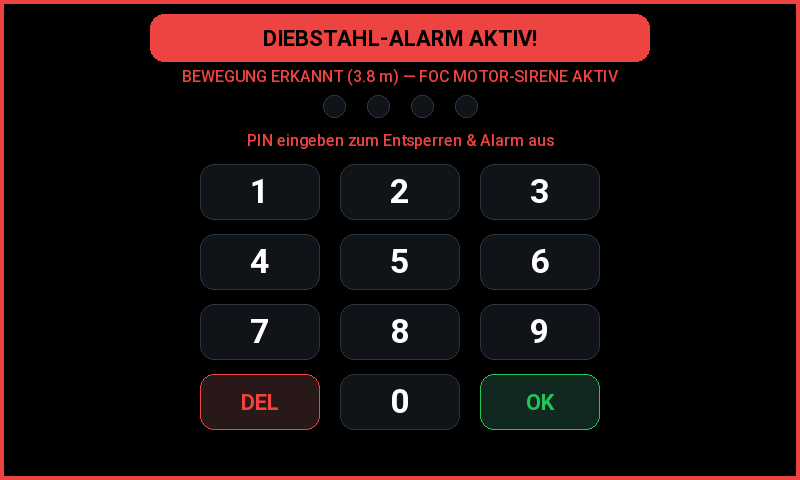 DIEBSTAHL-ALARM AKTIV!
BEWEGUNG ERKANNT (3.8 m) — FOC MOTOR-SIRENE AKTIV
PIN eingeben zum Entsperren & Alarm aus
1 2 3
4 5 6
7 8 9
DEL 0 OK